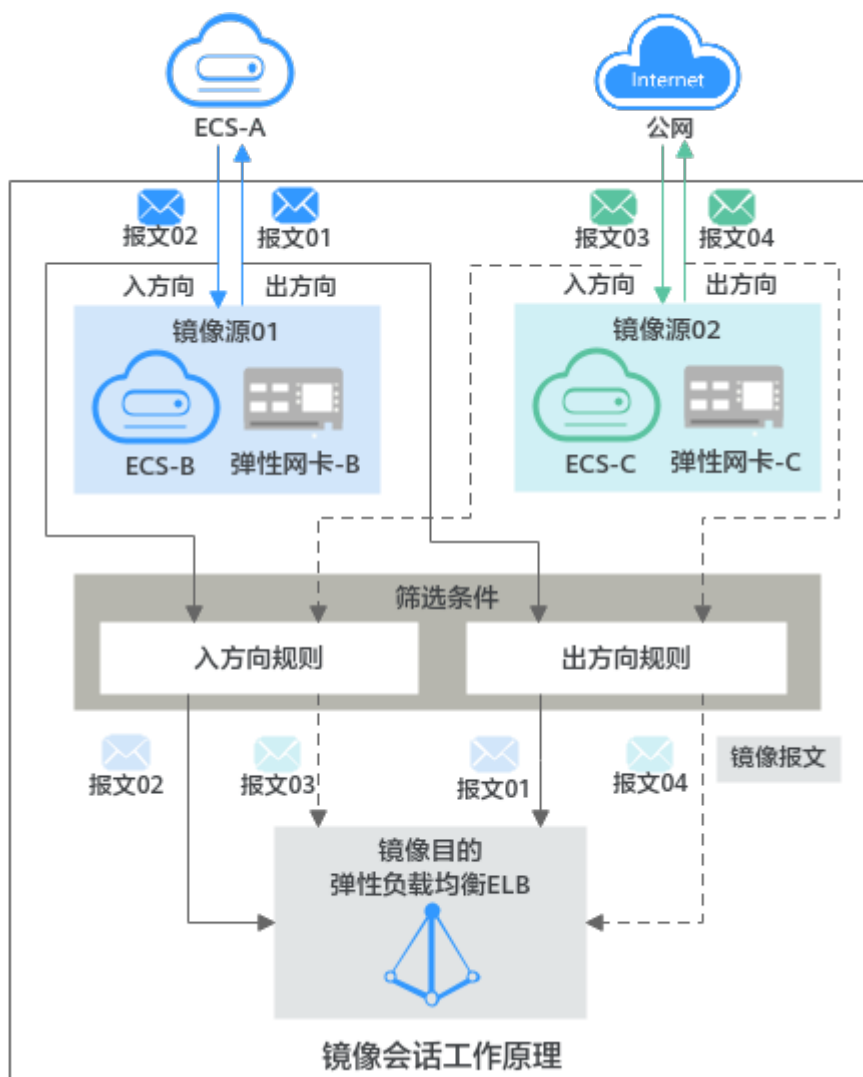 Internet
ECS-A
公网
报文02
报文01
报文03
报文04
入方向
出方向
入方向
出方向
镜像源01
镜像源02
ECS-B
弹性网卡-B
ECS-C
弹性网卡-C
筛选条件
入方向规则
出方向规则
报文02
报文03
报文01
报文04
镜像报文
镜像目的
弹性负载均衡ELB
镜像会话工作原理